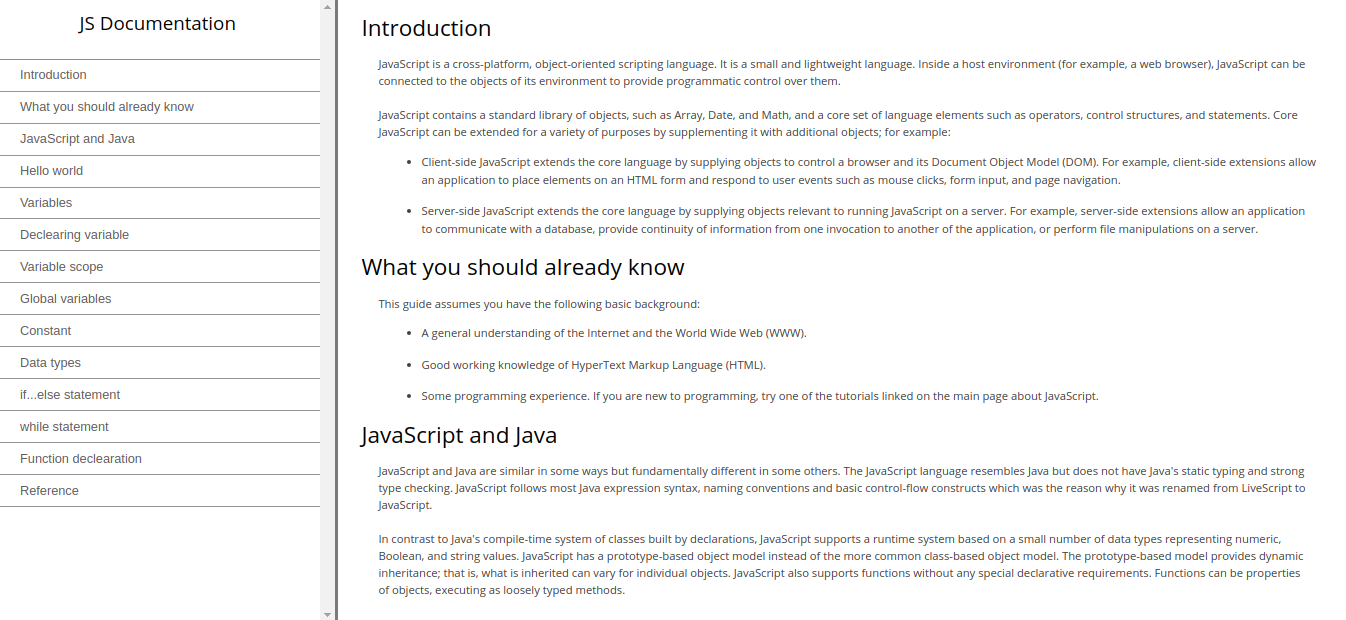 JS Documentation
Introduction
What you should already know
JavaScript and Java
Hello world
Variables
Declearing variable
Variable scope
Global variables
Constant
Data types
if...else statement
while statement
Function declearation
Reference
Introduction
JavaScript is a cross-platform, object-oriented scripting language. It is a small and lightweight language. Inside a host environment (for example, a web browser), JavaScript can be
connected to the objects of its environment to provide programmatic control over them.
JavaScript contains a standard library of objects, such as Array, Date, and Math, and a core set of language elements such as operators, control structures, and statements. Core
JavaScript can be extended for a variety of purposes by supplementing it with additional objects; for example:
• Client-side JavaScript extends the core language by supplying objects to control a browser and its Document Object Model (DOM). For example, client-side extensions allow
an application to place elements on an HTML form and respond to user events such as mouse clicks, form input, and page navigation.
• Server-side JavaScript extends the core language by supplying objects relevant to running JavaScript on a server. For example, server-side extensions allow an application
to communicate with a database, provide continuity of information from one invocation to another of the application, or perform file manipulations on a server.
What you should already know
This guide assumes you have the following basic background:
• A general understanding of the Internet and the World Wide Web (WWW).
• Good working knowledge of HyperText Markup Language (HTML).
• Some programming experience. If you are new to programming, try one of the tutorials linked on the main page about JavaScript.
JavaScript and Java
JavaScript and Java are similar in some ways but fundamentally different in some others. The JavaScript language resembles Java but does not have Java's static typing and strong
type checking. JavaScript follows most Java expression syntax, naming conventions and basic control-flow constructs which was the reason why it was renamed from LiveScript to
JavaScript.
In contrast to Java's compile-time system of classes built by declarations, JavaScript supports a runtime system based on a small number of data types representing numeric,
Boolean, and string values. JavaScript has a prototype-based object model instead of the more common class-based object model. The prototype-based model provides dynamic
inheritance; that is, what is inherited can vary for individual objects. JavaScript also supports functions without any special declarative requirements. Functions can be properties
of objects, executing as loosely typed methods.